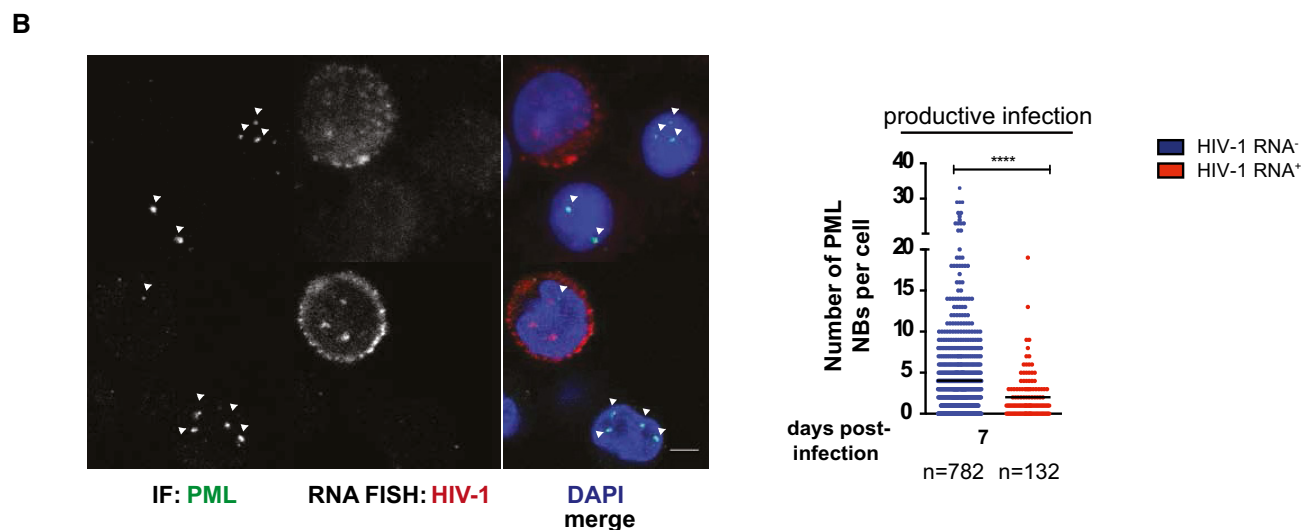 B
IF: PML
RNA FISH: HIV-1
DAPI
merge
productive infection
****
Number of PML
NBs per cell
40
30
20
10
5
0
days post-
infection
7
n=782
n=132
HIV-1 RNA⁻
HIV-1 RNA⁺